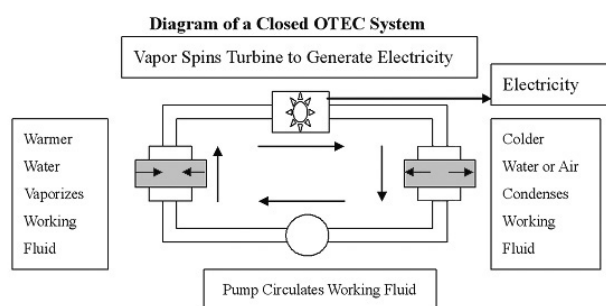 Diagram of a Closed OTEC System
Vapor Spins Turbine to Generate Electricity
Electricity
Warmer
Water
Vaporizes
Working
Fluid
Colder
Water or Air
Condenses
Working
Fluid
Pump Circulates Working Fluid